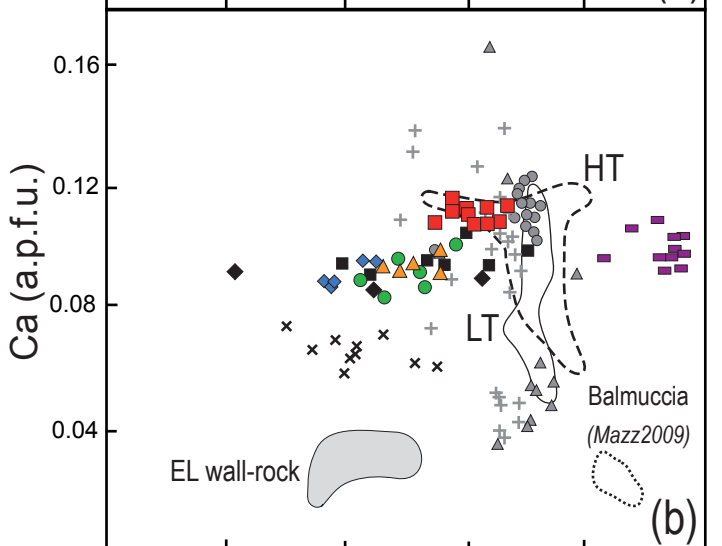 0.16
0.12
0.08
0.04
Ca (a.p.f.u.)
HT
LT
Balmuccia
(Mazz2009)
EL wall-rock
(b)